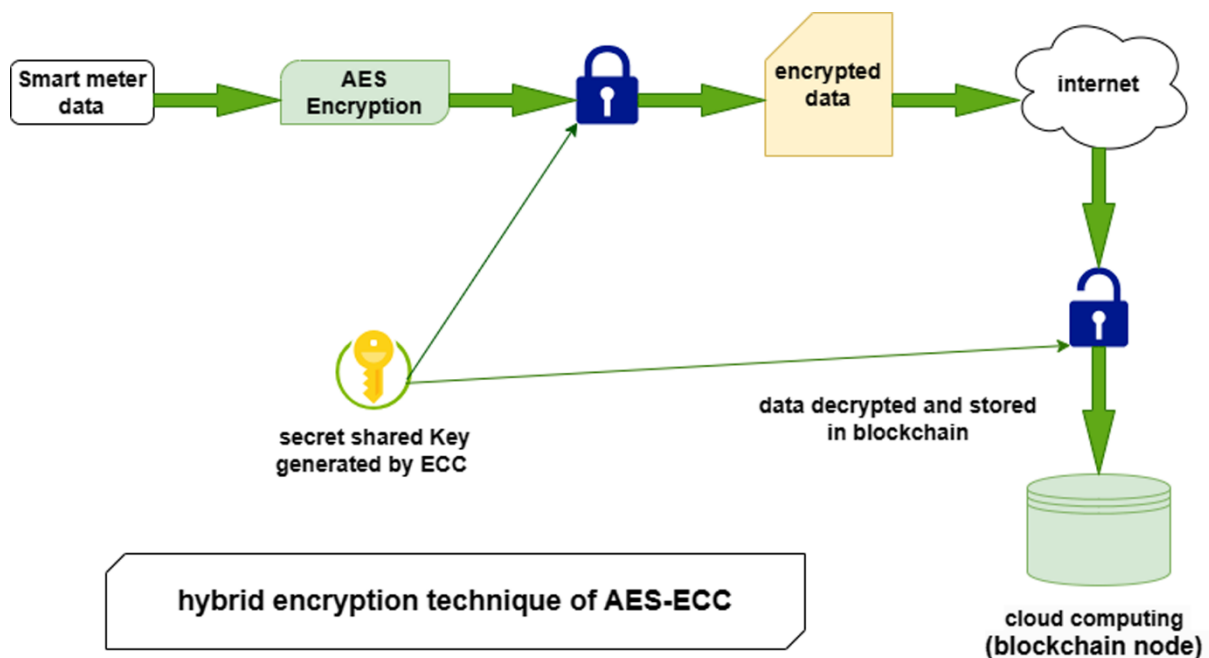 Smart meter
data
AES
Encryption
encrypted
data
internet
secret shared Key
generated by ECC
data decrypted and stored
in blockchain
hybrid encryption technique of AES-ECC
cloud computing
(blockchain node)